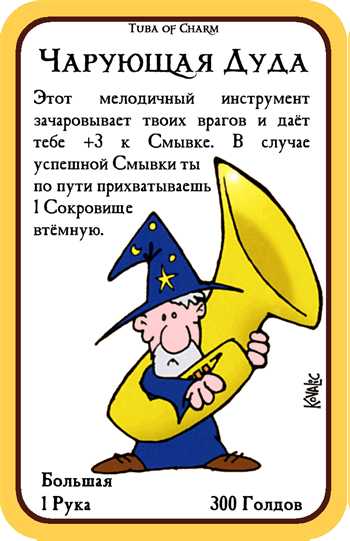 Tuba of Charm
Чарующая Дуда
Этот мелодичный инструмент
зачаровывает твоих врагов и даёт
тебе +3 к Смывке. В случае
успешной Смывки ты
по пути прихватываешь
1 Сокровище
втёмную.
Kovalic
Большая
1 Рука 300 Голдов